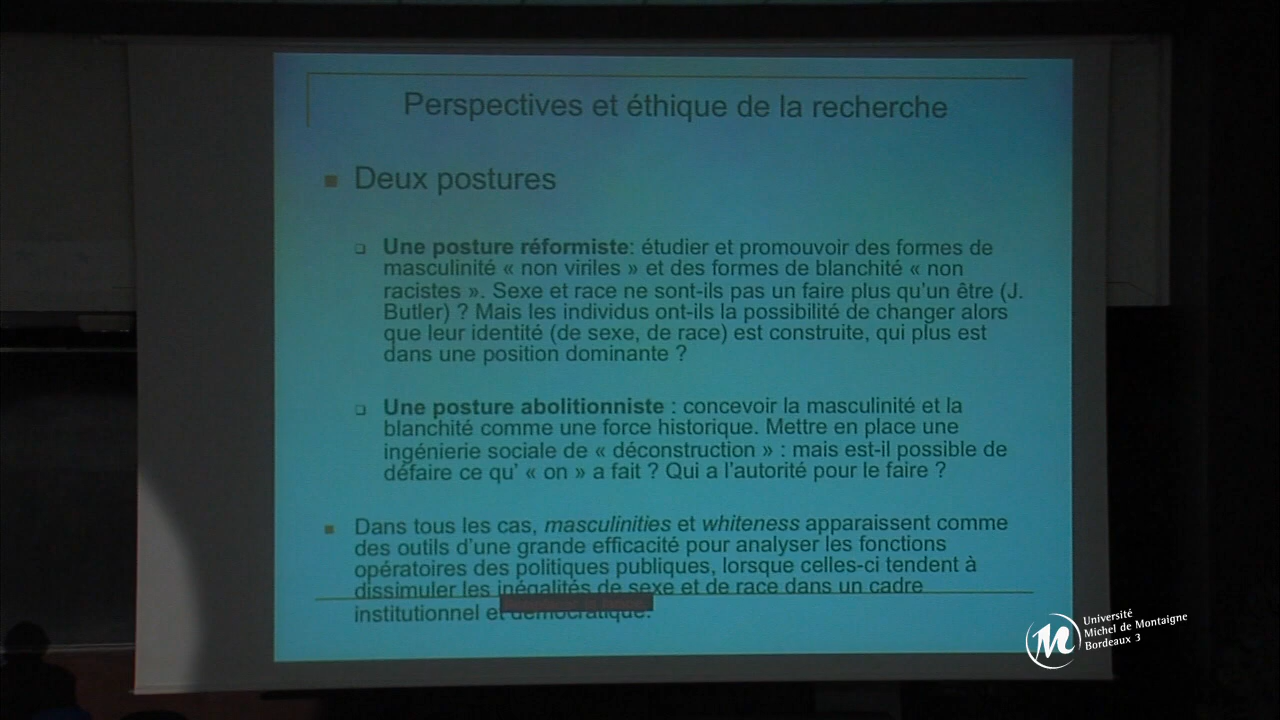 Perspectives et éthique de la recherche
Deux postures
Une posture réformiste: étudier et promouvoir des formes de
masculinité « non viriles » et des formes de blanchité « non
racistes ». Sexe et race ne sont-ils pas un faire plus qu'un être (J.
Butler) ? Mais les individus ont-ils la possibilité de changer alors
que leur identité (de sexe, de race) est construite, qui plus est
dans une position dominante ?
Une posture abolitionniste : concevoir la masculinité et la
blanchité comme une force historique. Mettre en place une
ingénierie sociale de « déconstruction » : mais est-il possible de
défaire ce qu' « on » a fait ? Qui a l'autorité pour le faire ?
Dans tous les cas, masculinities et whiteness apparaissent comme
des outils d'une grande efficacité pour analyser les fonctions
opératoires des politiques publiques, lorsque celles-ci tendent à
dissimuler les inégalités de sexe et de race dans un cadre
institutionnel et démocratique.
Université
Michel de Montaigne
Bordeaux 3